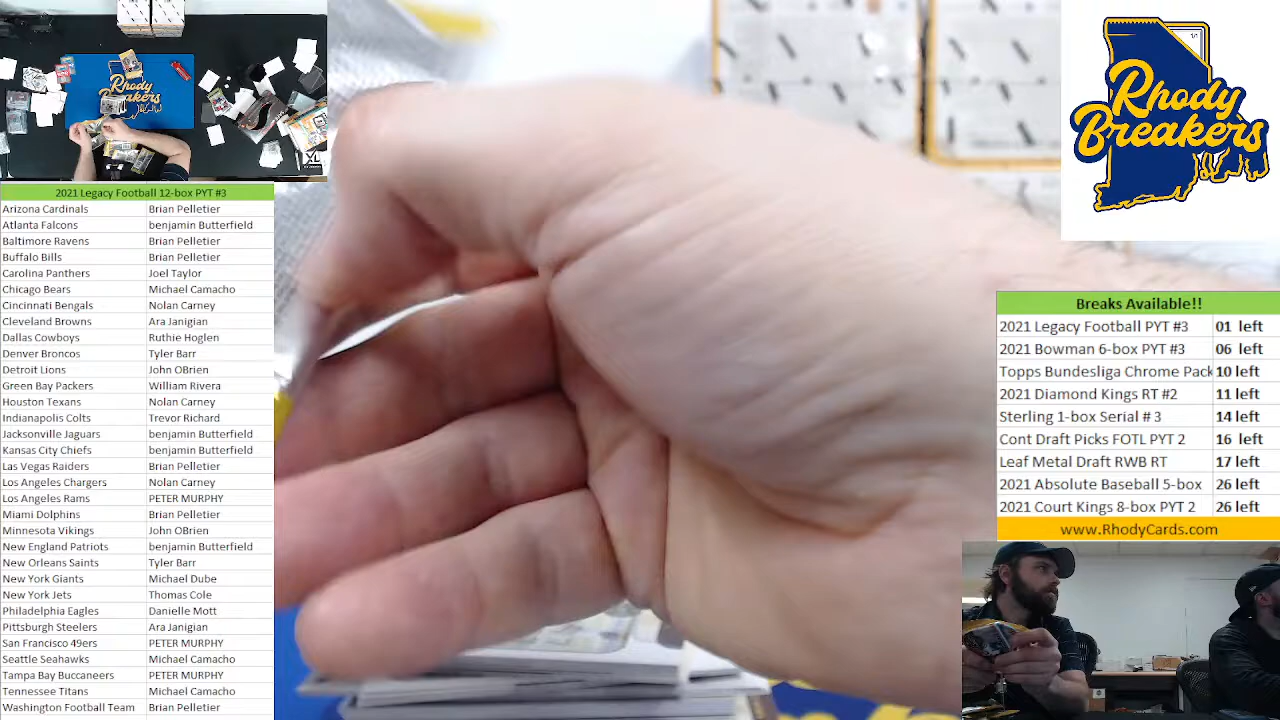 Rhody
Breakers
2021 Legacy Football 12-box PYT #3
Arizona Cardinals Brian Pelletier
Atlanta Falcons benjamin Butterfield
Baltimore Ravens Brian Pelletier
Buffalo Bills Brian Pelletier
Carolina Panthers Joel Taylor
Chicago Bears Michael Camacho
Cincinnati Bengals Nolan Carney
Cleveland Browns Ara Janigian
Dallas Cowboys Ruthie Hoglen
Denver Broncos Tyler Barr
Detroit Lions John OBrien
Green Bay Packers William Rivera
Houston Texans Nolan Carney
Indianapolis Colts Trevor Richard
Jacksonville Jaguars benjamin Butterfield
Kansas City Chiefs benjamin Butterfield
Las Vegas Raiders Brian Pelletier
Los Angeles Chargers Nolan Carney
Los Angeles Rams PETER MURPHY
Miami Dolphins Brian Pelletier
Minnesota Vikings John OBrien
New England Patriots benjamin Butterfield
New Orleans Saints Tyler Barr
New York Giants Michael Dube
New York Jets Thomas Cole
Philadelphia Eagles Danielle Mott
Pittsburgh Steelers Ara Janigian
San Francisco 49ers PETER MURPHY
Seattle Seahawks Michael Camacho
Tampa Bay Buccaneers PETER MURPHY
Tennessee Titans Michael Camacho
Washington Football Team Brian Pelletier
Rhody
Breakers
Breaks Available!!
2021 Legacy Football PYT #3 01 left
2021 Bowman 6-box PYT #3 06 left
Topps Bundesliga Chrome Pack 10 left
2021 Diamond Kings RT #2 11 left
Sterling 1-box Serial # 3 14 left
Cont Draft Picks FOTL PYT 2 16 left
Leaf Metal Draft RWB RT 17 left
2021 Absolute Baseball 5-box 26 left
2021 Court Kings 8-box PYT 2 26 left
www.RhodyCards.com